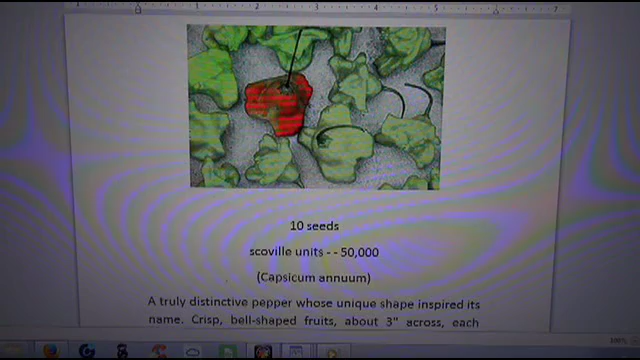 10 seeds
scoville units - - 50,000
(Capsicum annuum)
A truly distinctive pepper whose unique shape inspired its
name. Crisp, bell-shaped fruits, about 3" across, each
100%